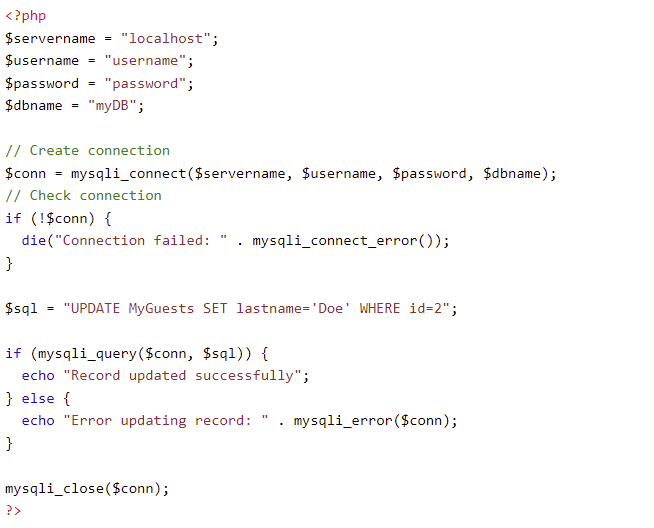 <?php
$servername = "localhost";
$username = "username";
$password = "password";
$dbname = "myDB";
// Create connection
$conn = mysqli_connect($servername, $username, $password, $dbname);
// Check connection
if (!$conn) {
die("Connection failed: " . mysqli_connect_error());
}
$sql = "UPDATE MyGuests SET lastname='Doe' WHERE id=2";
if (mysqli_query($conn, $sql)) {
echo "Record updated successfully";
} else {
echo "Error updating record: " . mysqli_error($conn);
}
mysqli_close($conn);
?>